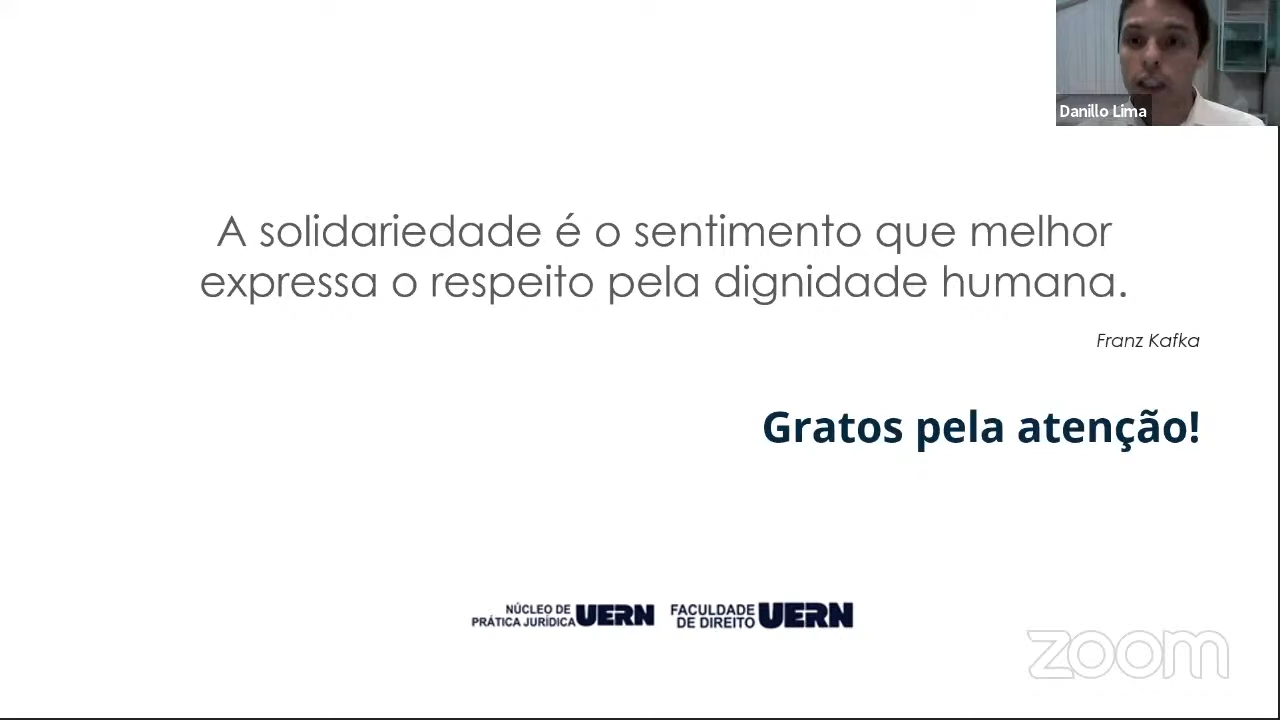 Danillo Lima
A solidariedade é o sentimento que melhor
expressa o respeito pela dignidade humana.
Franz Kafka
Gratos pela atenção!
NÚCLEO DE
PRÁTICA JURÍDICA UERN
FACULDADE
DE DIREITO UERN
zoom